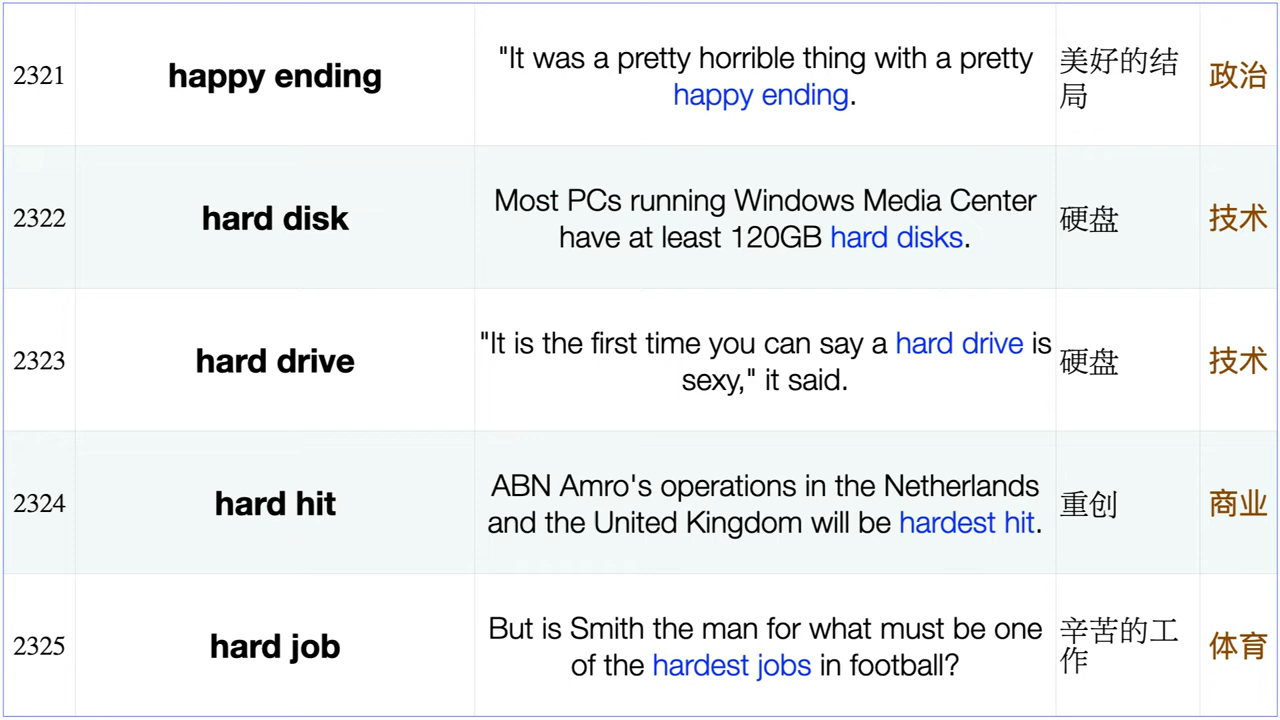 2321
happy ending
"It was a pretty horrible thing with a pretty
happy ending.
美好的结
局
政治
2322
hard disk
Most PCs running Windows Media Center
have at least 120GB hard disks.
硬盘
技术
2323
hard drive
"It is the first time you can say a hard drive is
sexy," it said.
硬盘
技术
2324
hard hit
ABN Amro's operations in the Netherlands
and the United Kingdom will be hardest hit.
重创
商业
2325
hard job
But is Smith the man for what must be one
of the hardest jobs in football?
辛苦的工
作
体育